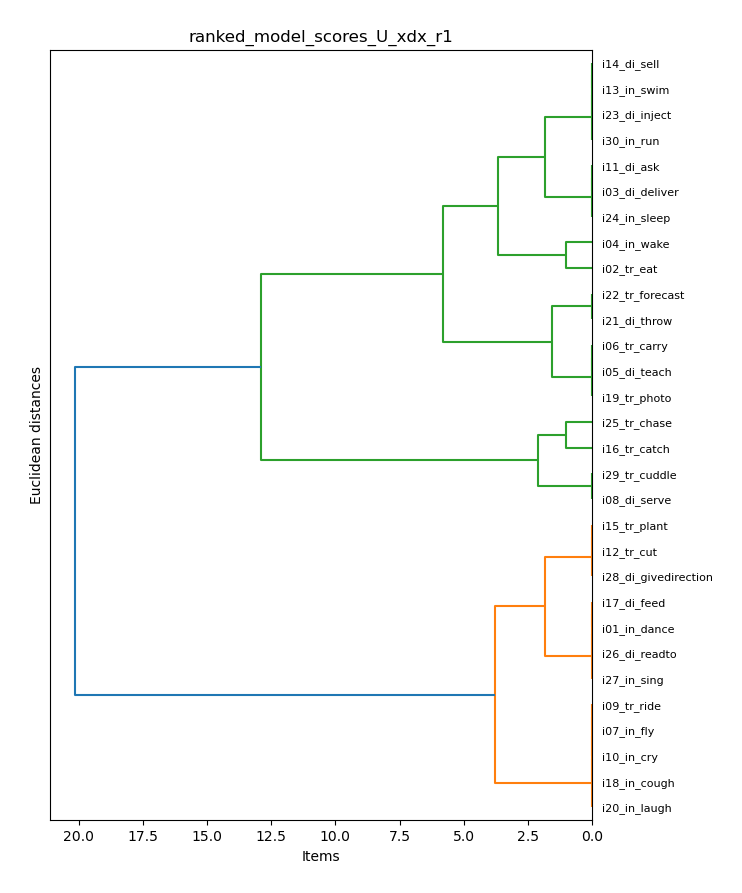 ranked_model_scores_U_xdx_r1
i14_di_sell
i13_in_swim
i23_di_inject
i30_in_run
i11_di_ask
i03_di_deliver
i24_in_sleep
i04_in_wake
i02_tr_eat
i22_tr_forecast
i21_di_throw
i06_tr_carry
i05_di_teach
i19_tr_photo
i25_tr_chase
i16_tr_catch
i29_tr_cuddle
i08_di_serve
i15_tr_plant
i12_tr_cut
i28_di_givedirection
i17_di_feed
i01_in_dance
i26_di_readto
i27_in_sing
i09_tr_ride
i07_in_fly
i10_in_cry
i18_in_cough
i20_in_laugh
Euclidean distances
20.0 17.5 15.0 12.5 10.0 7.5 5.0 2.5 0.0
Items